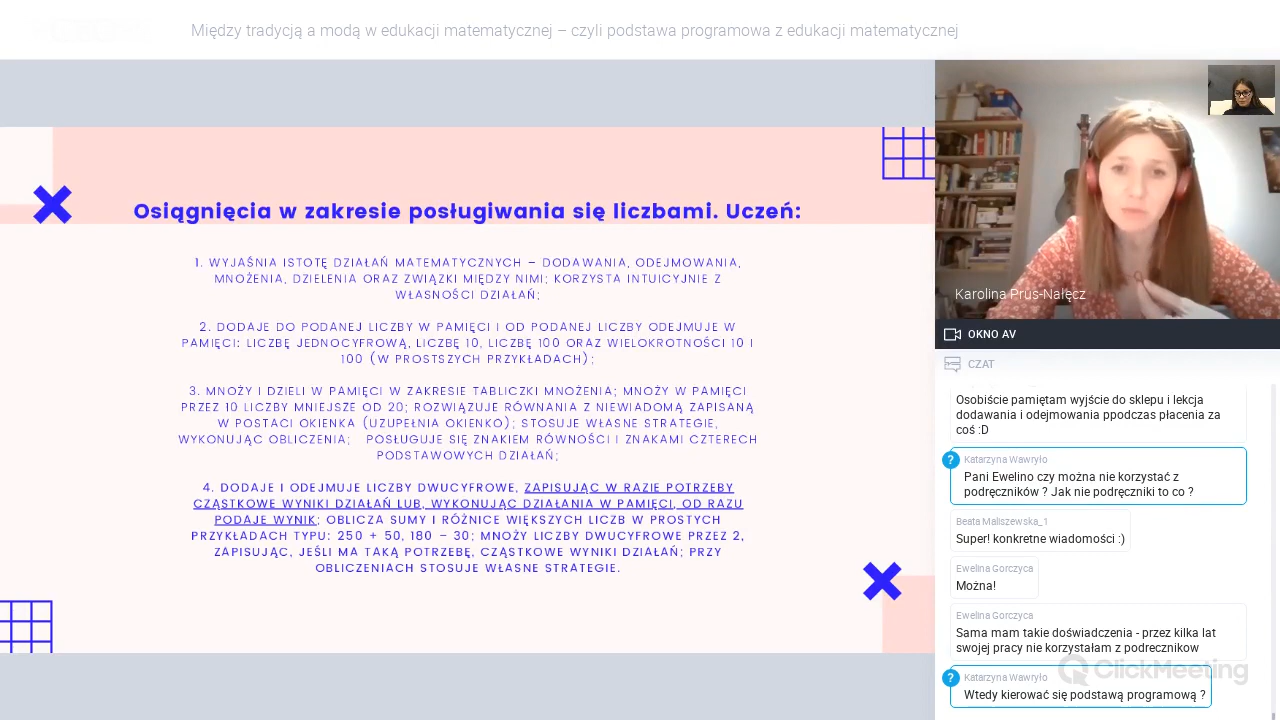 Między tradycją a modą w edukacji matematycznej – czyli podstawa programowa z edukacji matematycznej
Osiągnięcia w zakresie posługiwania się liczbami. Uczeń:
1. WYJAŚNIA ISTOTĘ DZIAŁAŃ MATEMATYCZNYCH – DODAWANIA, ODEJMOWANIA,
MNOŻENIA, DZIELENIA ORAZ ZWIĄZKI MIĘDZY NIMI; KORZYSTA INTUICYJNIE Z
WŁASNOŚCI DZIAŁAŃ;
2. DODAJE DO PODANEJ LICZBY W PAMIĘCI I OD PODANEJ LICZBY ODEJMUJE W
PAMIĘCI: LICZBĘ JEDNOCYFROWĄ, LICZBĘ 10, LICZBĘ 100 ORAZ WIELOKROTNOŚCI 10 I
100 (W PROSTSZYCH PRZYKŁADACH);
3. MNOŻY I DZIELI W PAMIĘCI W ZAKRESIE TABLICZKI MNOŻENIA; MNOŻY W PAMIĘCI
PRZEZ 10 LICZBY MNIEJSZE OD 20; ROZWIĄZUJE RÓWNANIA Z NIEWIADOMĄ ZAPISANĄ
W POSTACI OKIENKA (UZUPEŁNIA OKIENKO); STOSUJE WŁASNE STRATEGIE,
WYKONUJĄC OBLICZENIA; POSŁUGUJE SIĘ ZNAKIEM RÓWNOŚCI I ZNAKAMI CZTERECH
PODSTAWOWYCH DZIAŁAŃ;
4. DODAJE I ODEJMUJE LICZBY DWUCYFROWE, ZAPISUJĄC W RAZIE POTRZEBY
CZĄSTKOWE WYNIKI DZIAŁAŃ LUB, WYKONUJĄC DZIAŁANIA W PAMIĘCI, OD RAZU
PODAJE WYNIK; OBLICZA SUMY I RÓŻNICE WIĘKSZYCH LICZB W PROSTYCH
PRZYKŁADACH TYPU: 250 + 50, 180 – 30; MNOŻY LICZBY DWUCYFROWE PRZEZ 2,
ZAPISUJĄC, JEŚLI MA TAKĄ POTRZEBĘ, CZĄSTKOWE WYNIKI DZIAŁAŃ; PRZY
OBLICZENIACH STOSUJE WŁASNE STRATEGIE.
Karolina Prus-Nałęcz
OKNO AV
CZAT
Osobiście pamiętam wyjście do sklepu i lekcja
dodawania i odejmowania ppodczas płacenia za
coś :D
?
Katarzyna Wawryło
Pani Ewelino czy można nie korzystać z
podręczników ? Jak nie podręczniki to co ?
Beata Maliszewska_1
Super! konkretne wiadomości :)
Ewelina Gorczyca
Można!
Ewelina Gorczyca
Sama mam takie doświadczenia - przez kilka lat
swojej pracy nie korzystałam z podrecznikow
ClickMeeting
?
Katarzyna Wawryło
Wtedy kierować się podstawą programową ?